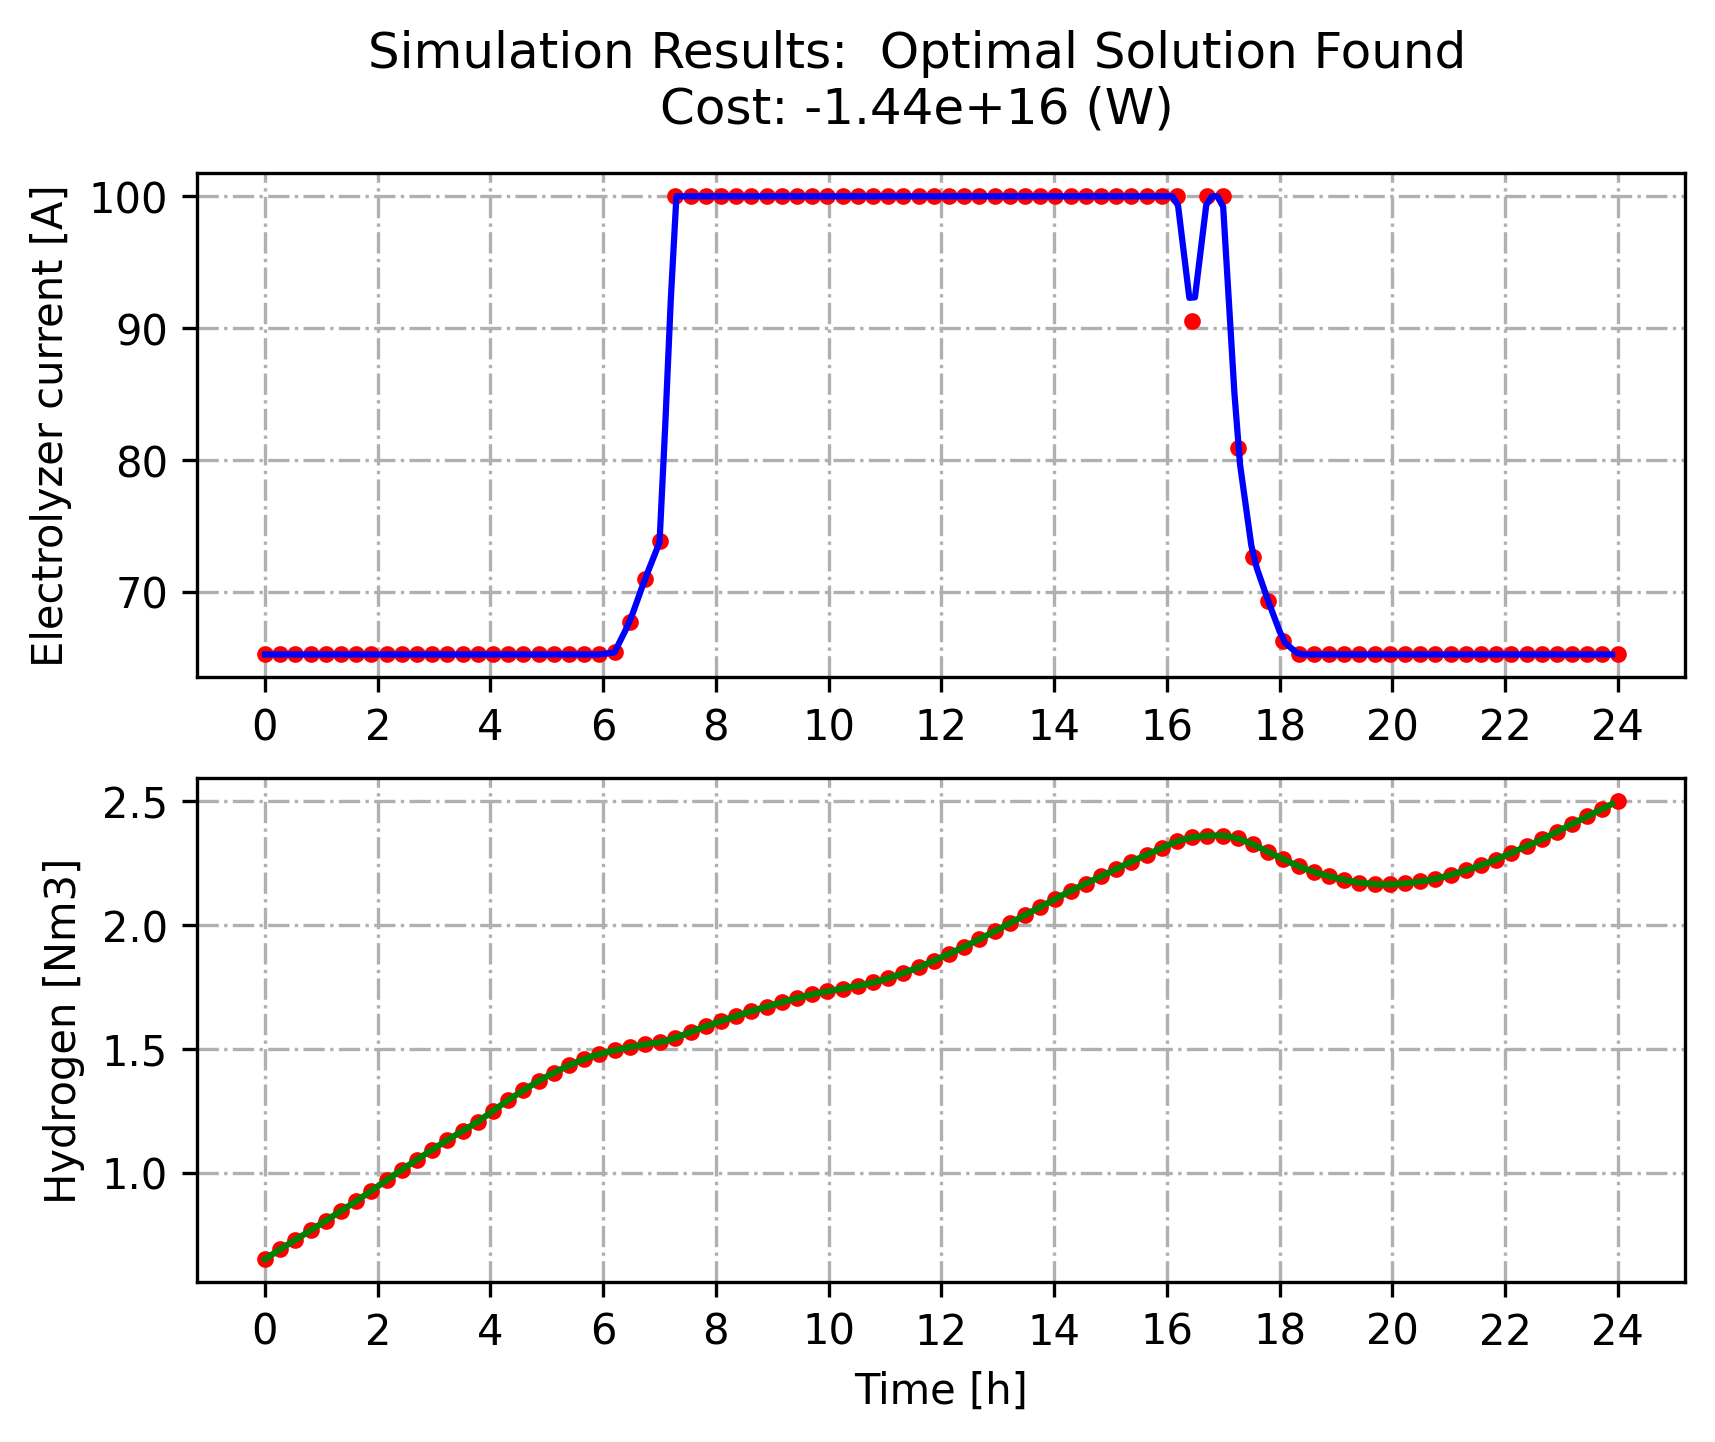 Simulation Results:  Optimal Solution Found
Cost: -1.44e+16 (W)
Electrolyzer current [A]
100
90
80
70
0 2 4 6 8 10 12 14 16 18 20 22 24
Hydrogen [Nm3]
2.5
2.0
1.5
1.0
0 2 4 6 8 10 12 14 16 18 20 22 24
Time [h]